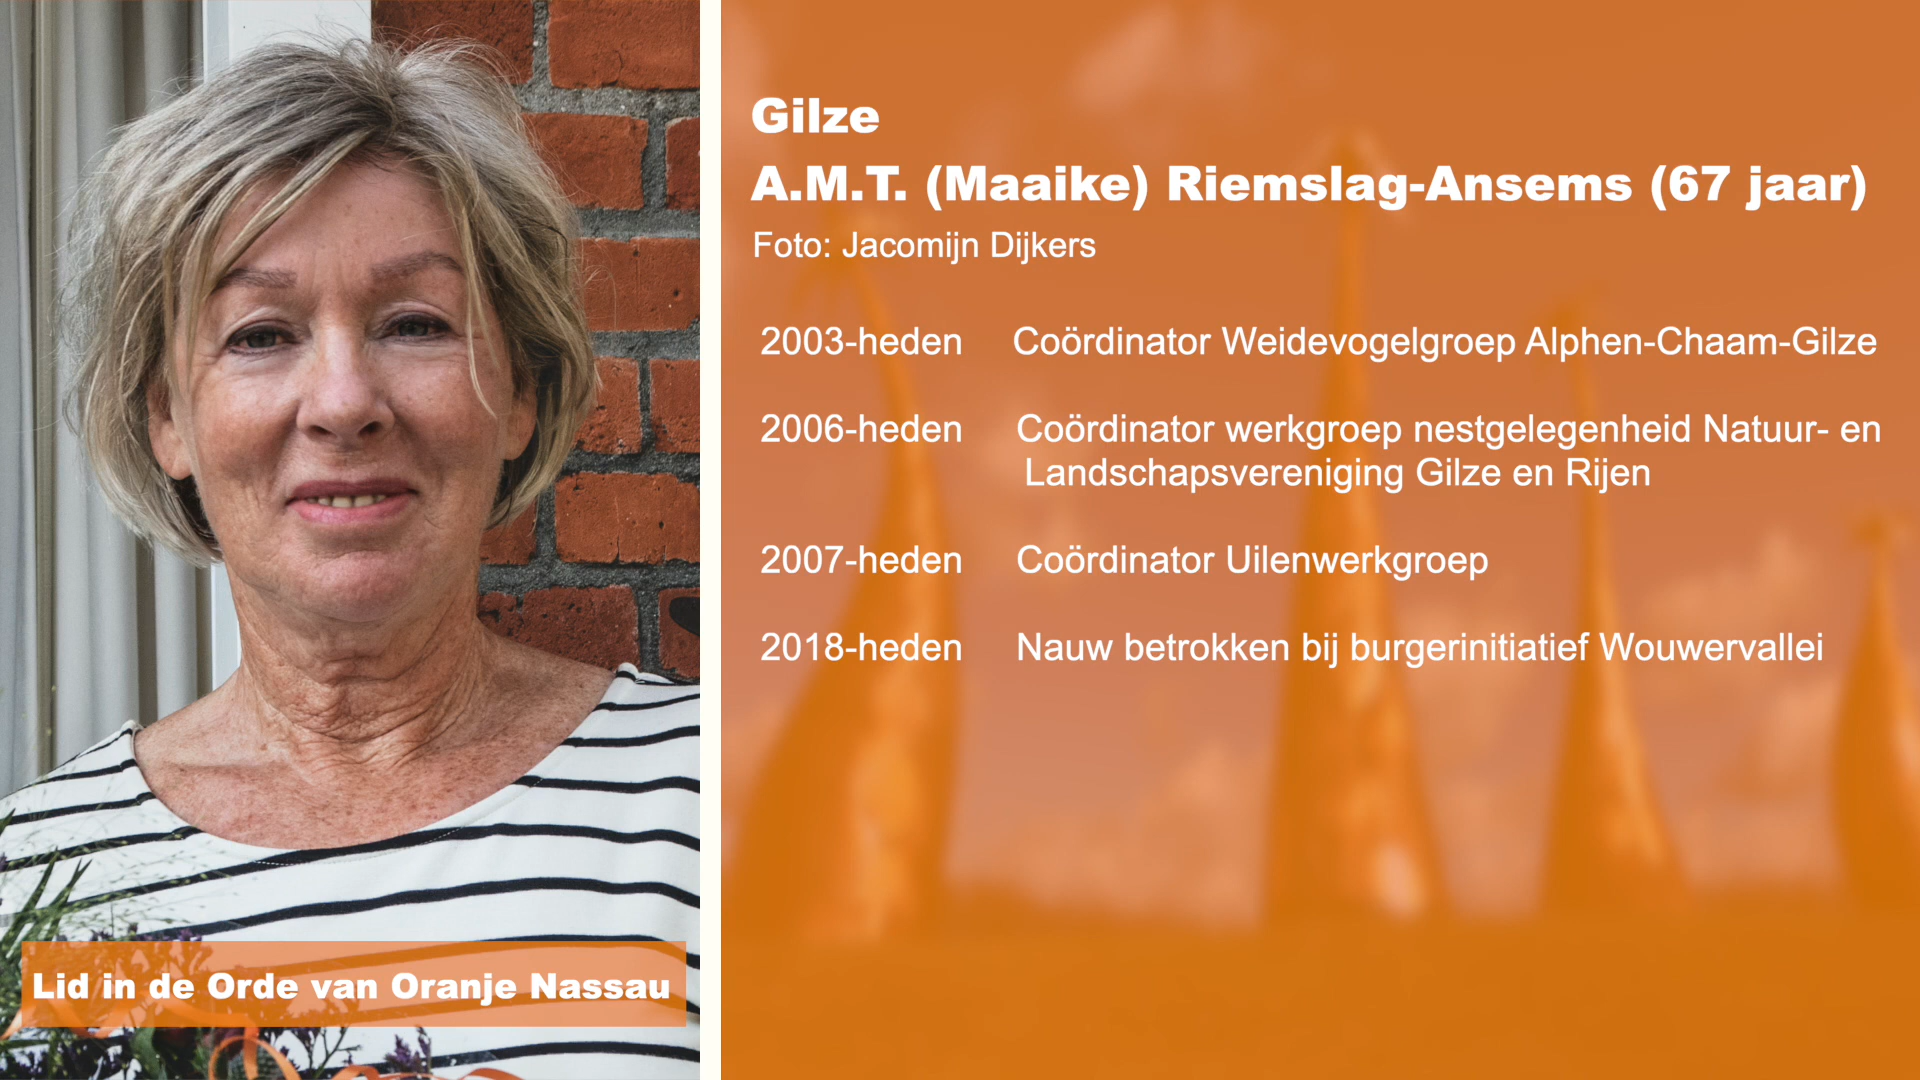 Gilze
A.M.T. (Maaike) Riemslag-Ansems (67 jaar)
Foto: Jacomijn Dijkers
2003-heden Coördinator Weidevogelgroep Alphen-Chaam-Gilze
2006-heden Coördinator werkgroep nestgelegenheid Natuur- en
Landschapsvereniging Gilze en Rijen
2007-heden Coördinator Uilenwerkgroep
2018-heden Nauw betrokken bij burgerinitiatief Wouwervallei
Lid in de Orde van Oranje Nassau